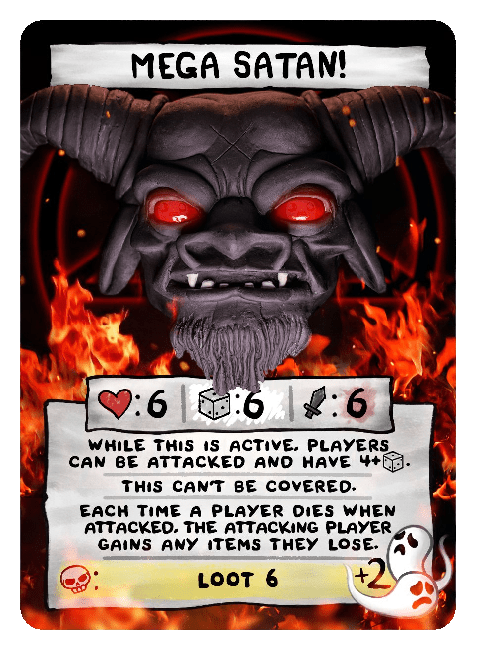 MEGA SATAN!
:6 :6 :6
WHILE THIS IS ACTIVE, PLAYERS
CAN BE ATTACKED AND HAVE 4+ .
THIS CAN'T BE COVERED.
EACH TIME A PLAYER DIES WHEN
ATTACKED, THE ATTACKING PLAYER
GAINS ANY ITEMS THEY LOSE.
: LOOT 6 +2